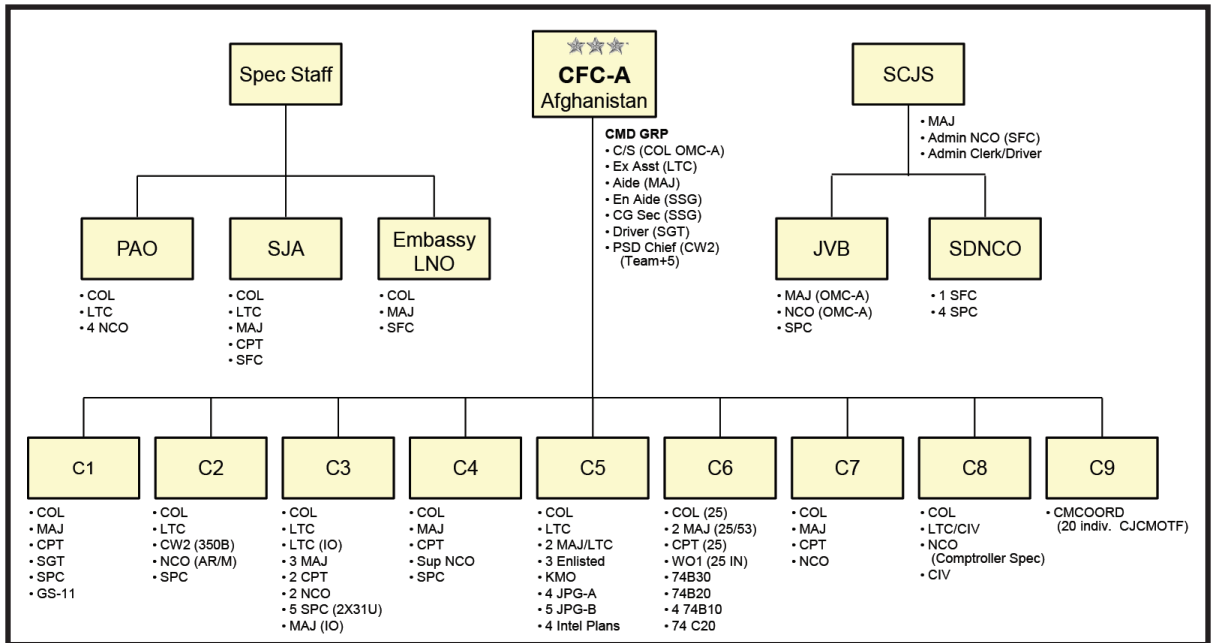 Spec Staff
CFC-A
Afghanistan
SCJS
CMD GRP
• C/S (COL OMC-A)
• Ex Asst (LTC)
• Aide (MAJ)
• En Aide (SSG)
• CG Sec (SSG)
• Driver (SGT)
• PSD Chief (CW2)
(Team+5)
• MAJ
• Admin NCO (SFC)
• Admin Clerk/Driver
PAO
• COL
• LTC
• 4 NCO
SJA
• COL
• LTC
• MAJ
• CPT
• SFC
Embassy
LNO
• COL
• MAJ
• SFC
JVB
• MAJ (OMC-A)
• NCO (OMC-A)
• SPC
SDNCO
• 1 SFC
• 4 SPC
C1
• COL
• MAJ
• CPT
• SGT
• SPC
• GS-11
C2
• COL
• LTC
• CW2 (350B)
• NCO (AR/M)
• SPC
C3
• COL
• LTC
• LTC (IO)
• 3 MAJ
• 2 CPT
• 2 NCO
• 5 SPC (2X31U)
• MAJ (IO)
C4
• COL
• MAJ
• CPT
• Sup NCO
• SPC
C5
• COL
• LTC
• 2 MAJ/LTC
• 3 Enlisted
• KMO
• 4 JPG-A
• 5 JPG-B
• 4 Intel Plans
C6
• COL (25)
• 2 MAJ (25/53)
• CPT (25)
• WO1 (25 IN)
• 74B30
• 74B20
• 4 74B10
• 74 C20
C7
• COL
• MAJ
• CPT
• NCO
C8
• COL
• LTC/CIV
• NCO
(Comptroller Spec)
• CIV
C9
• CMCOORD
(20 indiv. CJCMOTF)